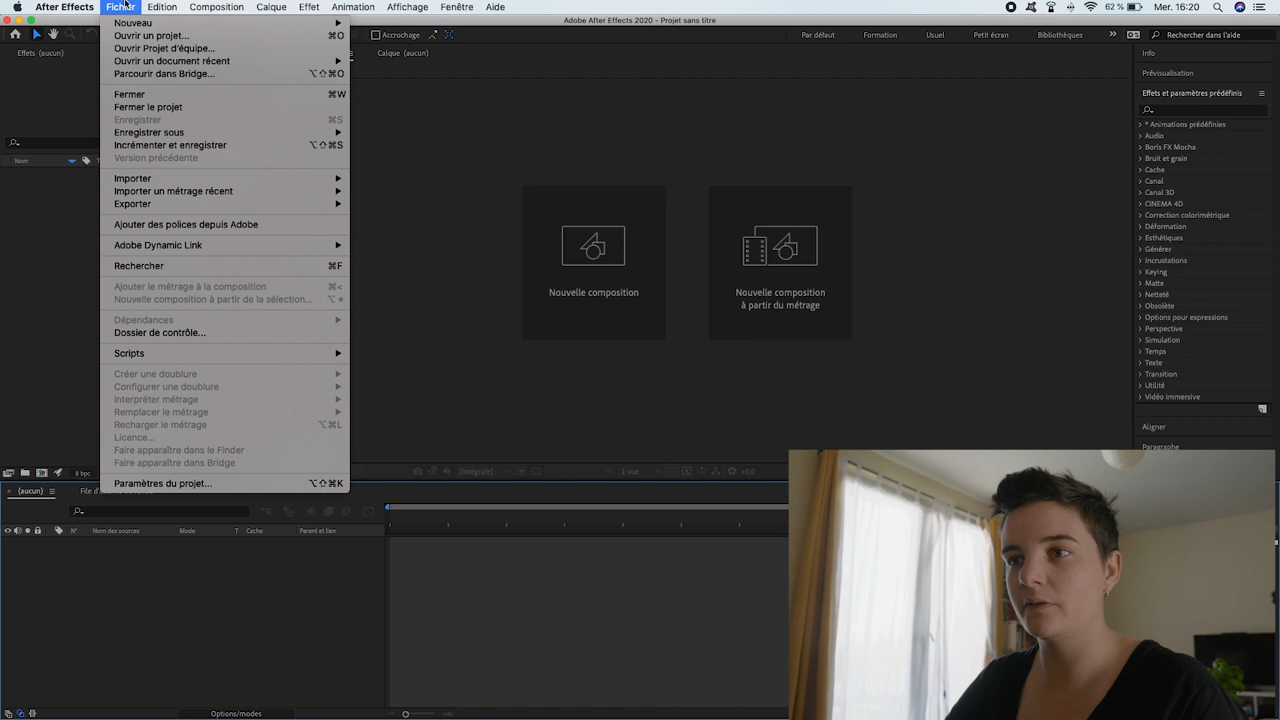 After Effects Fichier Edition Composition Calque Effet Animation Affichage Fenêtre Aide 62 % Mer. 16:20
Adobe After Effects 2020 - Projet sans titre
Accrochage Par défaut Formation Usuel Petit écran Bibliothèques Rechercher dans l'aide
Effets (aucun)
Calque (aucun)
Nom
8 bpc
Nouveau
Ouvrir un projet... ⌘O
Ouvrir Projet d'équipe...
Ouvrir un document récent
Parcourir dans Bridge... ⌥⇧⌘O
Fermer ⌘W
Fermer le projet
Enregistrer ⌘S
Enregistrer sous
Incrémenter et enregistrer ⌥⇧⌘S
Version précédente
Importer
Importer un métrage récent
Exporter
Ajouter des polices depuis Adobe
Adobe Dynamic Link
Rechercher ⌘F
Ajouter le métrage à la composition ⌘<
Nouvelle composition à partir de la sélection...
Dépendances
Dossier de contrôle...
Scripts
Créer une doublure
Configurer une doublure
Interpréter métrage
Remplacer le métrage
Recharger le métrage ⌥⌘L
Licence...
Faire apparaître dans le Finder
Faire apparaître dans Bridge
Paramètres du projet... ⌥⇧⌘K
Nouvelle composition
Nouvelle composition
à partir du métrage
Info
Prévisualisation
Effets et paramètres prédéfinis
* Animations prédéfinies
Audio
Boris FX Mocha
Bruit et grain
Cache
Canal
Canal 3D
CINEMA 4D
Correction colorimétrique
Déformation
Esthétiques
Générer
Incrustations
Keying
Matte
Netteté
Obsolète
Options pour expressions
Perspective
Simulation
Temps
Texte
Transition
Utilité
Vidéo immersive
Aligner
Paragraphe
(Intégrale) 1 vue +0,0
(aucun) File d'
N° Nom des sources Mode T Cache Parent et lien
Options/modes